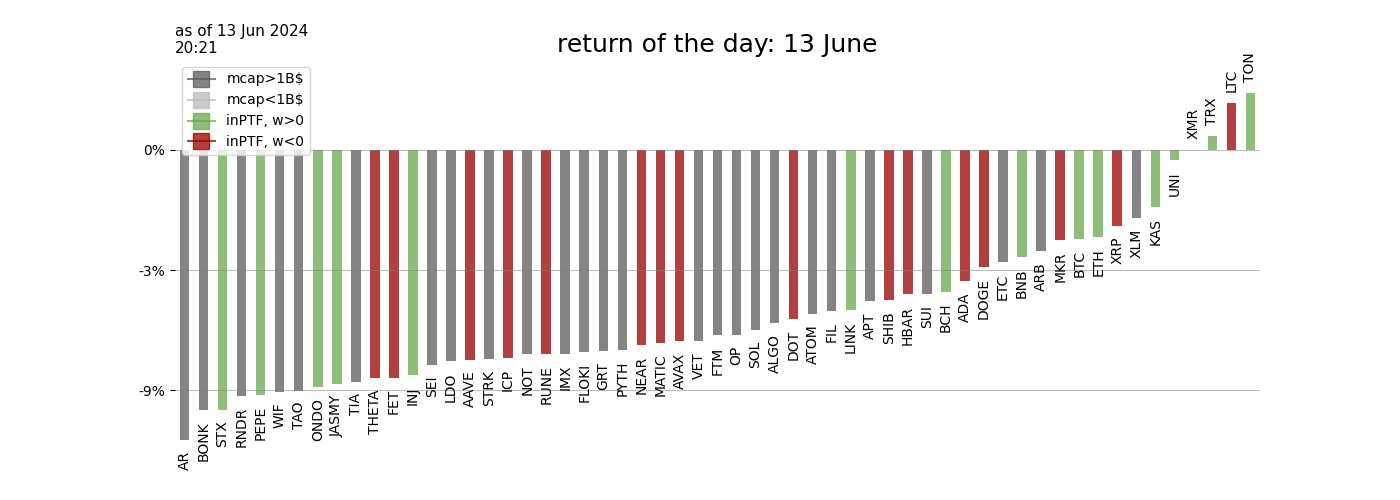 as of 13 Jun 2024
20:21
return of the day: 13 June
mcap>1B$
mcap<1B$
inPTF, w>0
inPTF, w<0
0%
-3%
-9%
AR
BONK
STX
RNDR
PEPE
WIF
TAO
ONDO
JASMY
TIA
THETA
FET
INJ
SEI
LDO
AAVE
STRK
ICP
NOT
RUNE
IMX
FLOKI
GRT
PYTH
NEAR
MATIC
AVAX
VET
FTM
OP
SOL
ALGO
DOT
ATOM
FIL
LINK
APT
SHIB
HBAR
SUI
BCH
ADA
DOGE
ETC
BNB
ARB
MKR
BTC
ETH
XRP
XLM
KAS
UNI
XMR
TRX
LTC
TON